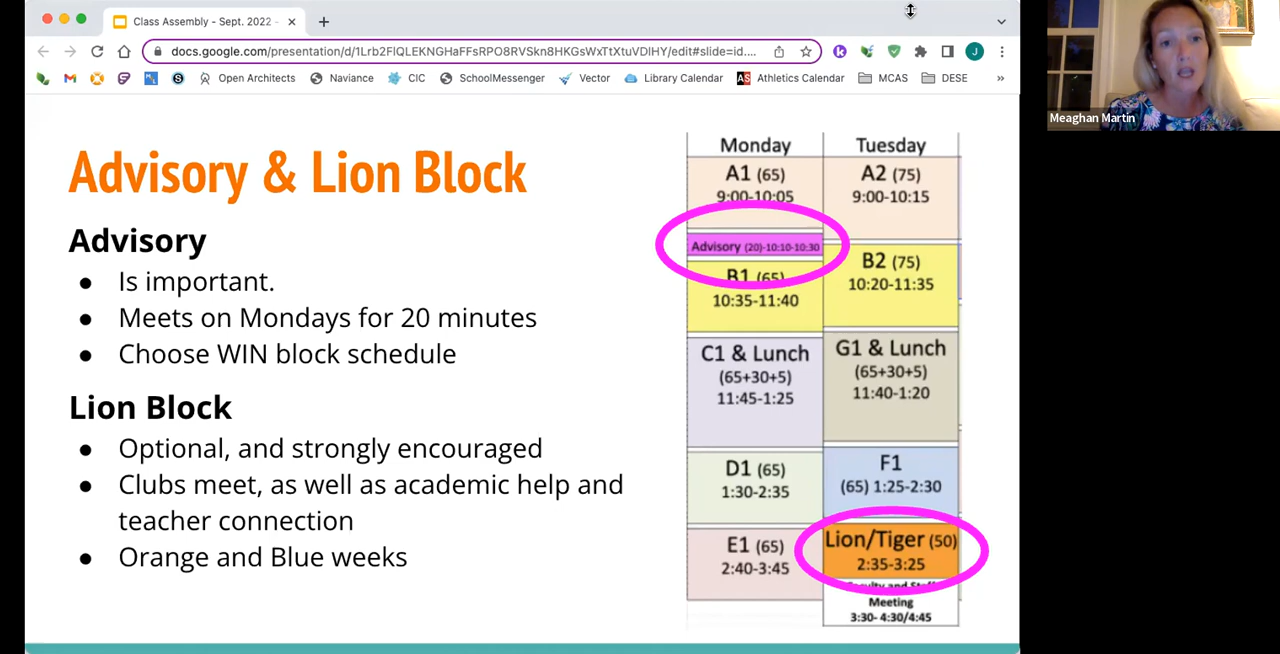 Class Assembly - Sept. 2022 -
docs.google.com/presentation/d/1Lrb2FlQLEKNGHaFFsRPO8RVSkn8HKGsWxTtXtuVDlHY/edit#slide=id....
J
Open Architects
Naviance
CIC
SchoolMessenger
Vector
Library Calendar
AS
Athletics Calendar
MCAS
DESE
Meaghan Martin
Advisory & Lion Block
Advisory
● Is important.
● Meets on Mondays for 20 minutes
● Choose WIN block schedule
Lion Block
● Optional, and strongly encouraged
● Clubs meet, as well as academic help and
teacher connection
● Orange and Blue weeks
Monday
A1 (65)
9:00-10:05
Advisory (20)-10:10-10:30
B1 (65)
10:35-11:40
C1 & Lunch
(65+30+5)
11:45-1:25
D1 (65)
1:30-2:35
E1 (65)
2:40-3:45
Tuesday
A2 (75)
9:00-10:15
B2 (75)
10:20-11:35
G1 & Lunch
(65+30+5)
11:40-1:20
F1
(65) 1:25-2:30
Lion/Tiger (50)
2:35-3:25
Faculty and Staff
Meeting
3:30- 4:30/4:45